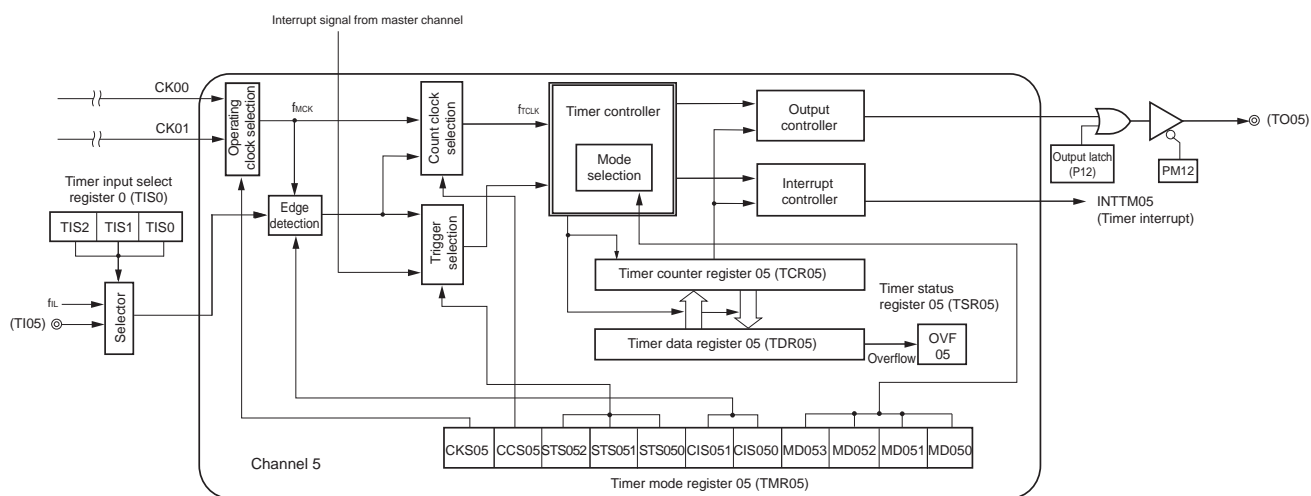 Interrupt signal from master channel
CK00
CK01
Operating
clock selection
fMCK
Count clock
selection
fTCLK
Timer controller
Mode
selection
Output
controller
Interrupt
controller
Output latch
(P12)
PM12
(TO05)
INTTM05
(Timer interrupt)
Timer input select
register 0 (TIS0)
TIS2 TIS1 TIS0
Edge
detection
Trigger
selection
fIL
(TI05)
Selector
Timer counter register 05 (TCR05)
Timer status
register 05 (TSR05)
Timer data register 05 (TDR05)
Overflow
OVF
05
CKS05 CCS05 STS052 STS051 STS050 CIS051 CIS050 MD053 MD052 MD051 MD050
Channel 5
Timer mode register 05 (TMR05)